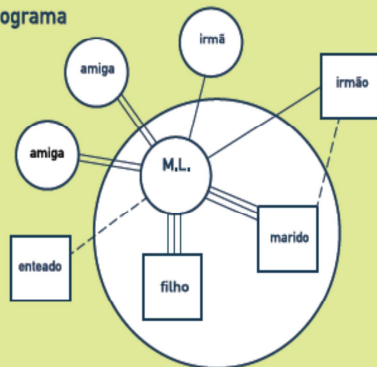 ograma
irmã
amiga
irmão
amiga
M.L.
marido
enteado
filho